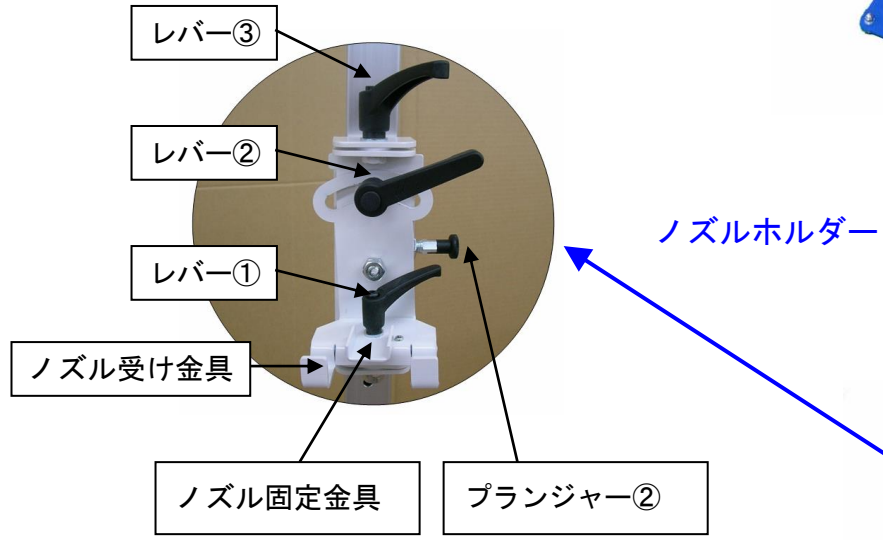 レバー③
レバー②
ノズルホルダー
レバー①
ノズル受け金具
ノズル固定金具
プランジャー②